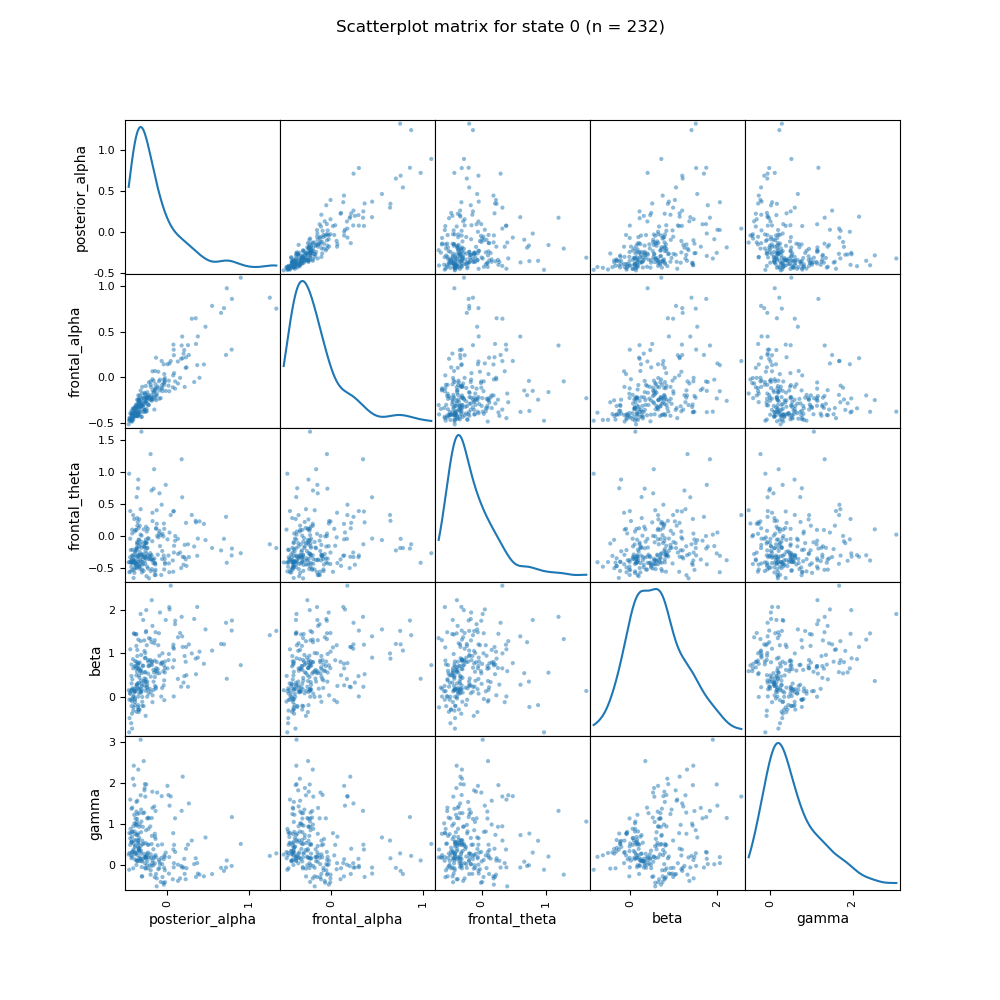 Scatterplot matrix for state 0 (n = 232)
posterior_alpha
1.0
0.5
0.0
−0.5
frontal_alpha
1.0
0.5
0.0
−0.5
frontal_theta
1.5
1.0
0.5
0.0
−0.5
beta
2
1
0
gamma
3
2
1
0
0 1 0 1 0 1 0 2 0 2
posterior_alpha frontal_alpha frontal_theta beta gamma